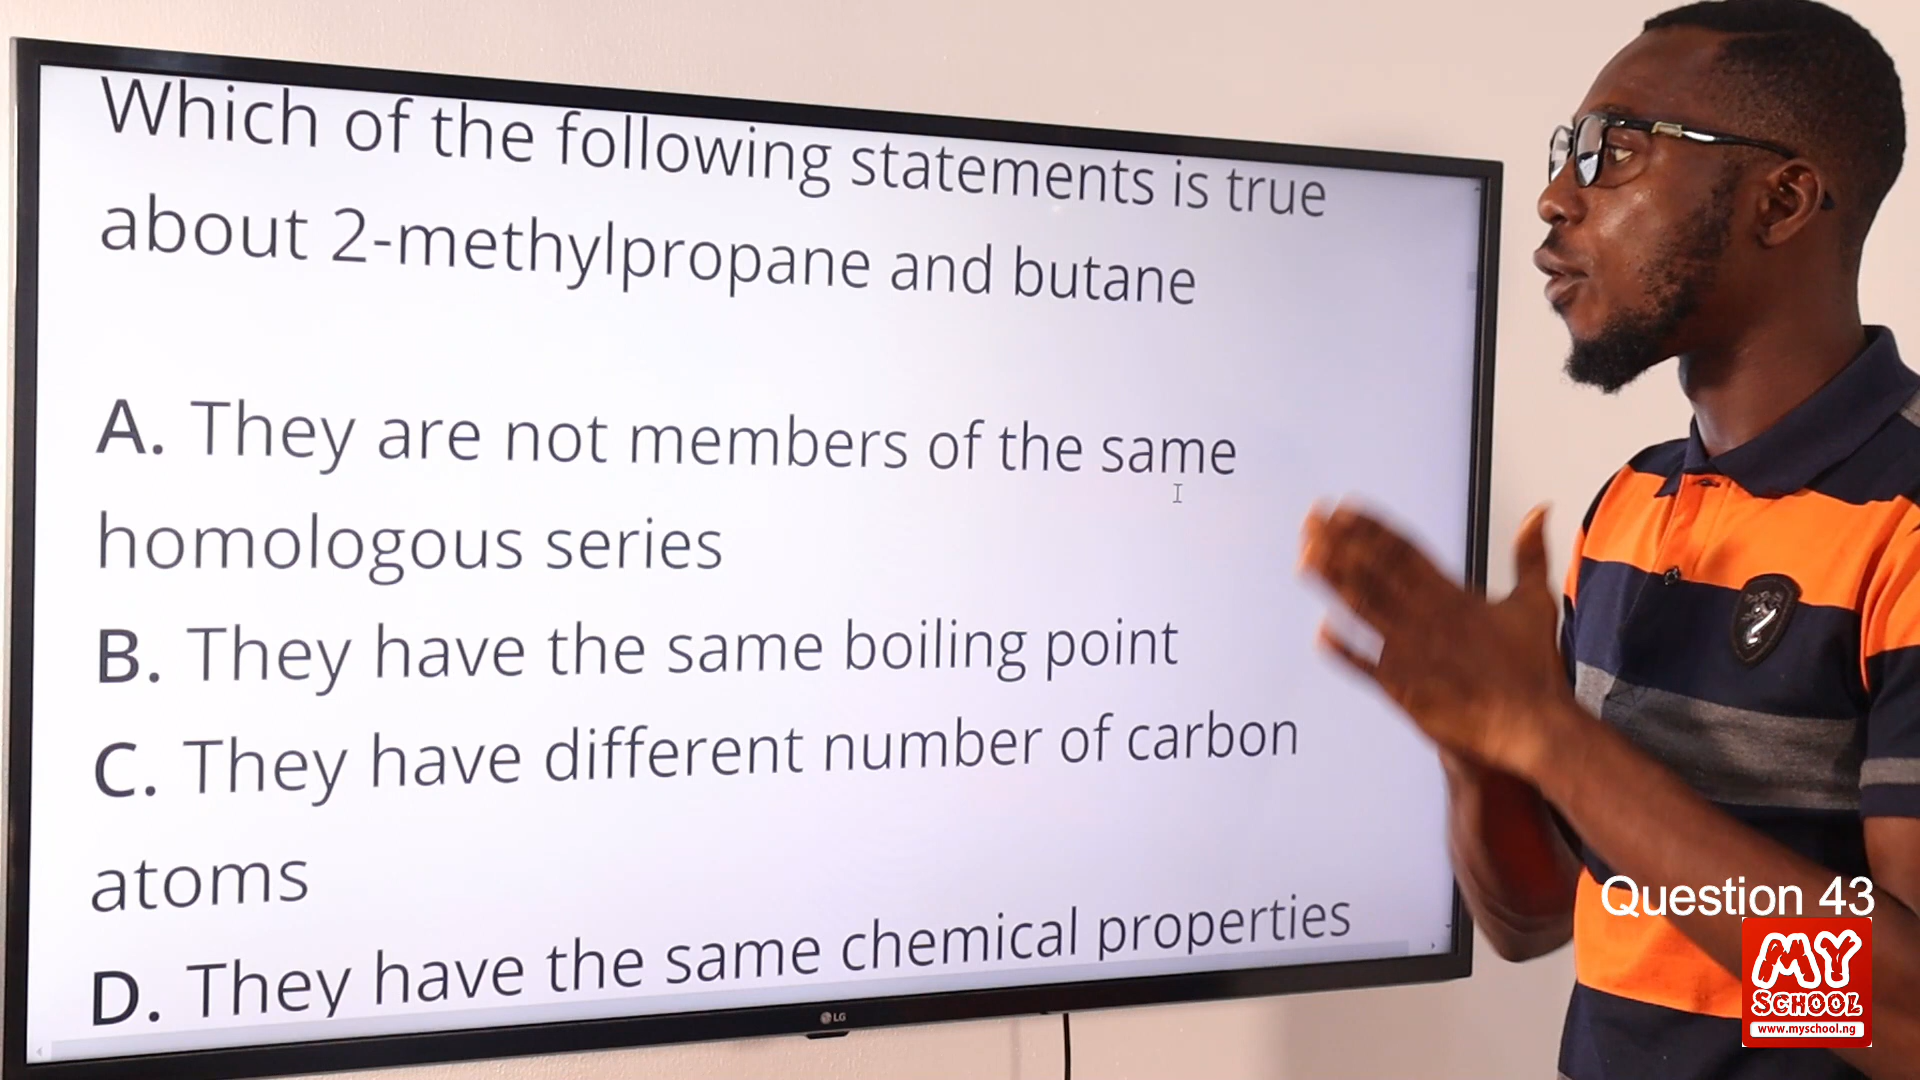 Which of the following statements is true
about 2-methylpropane and butane
A. They are not members of the same
homologous series
B. They have the same boiling point
C. They have different number of carbon
atoms
D. They have the same chemical properties
LG
Question 43
MY
SCHOOL
www.myschool.ng